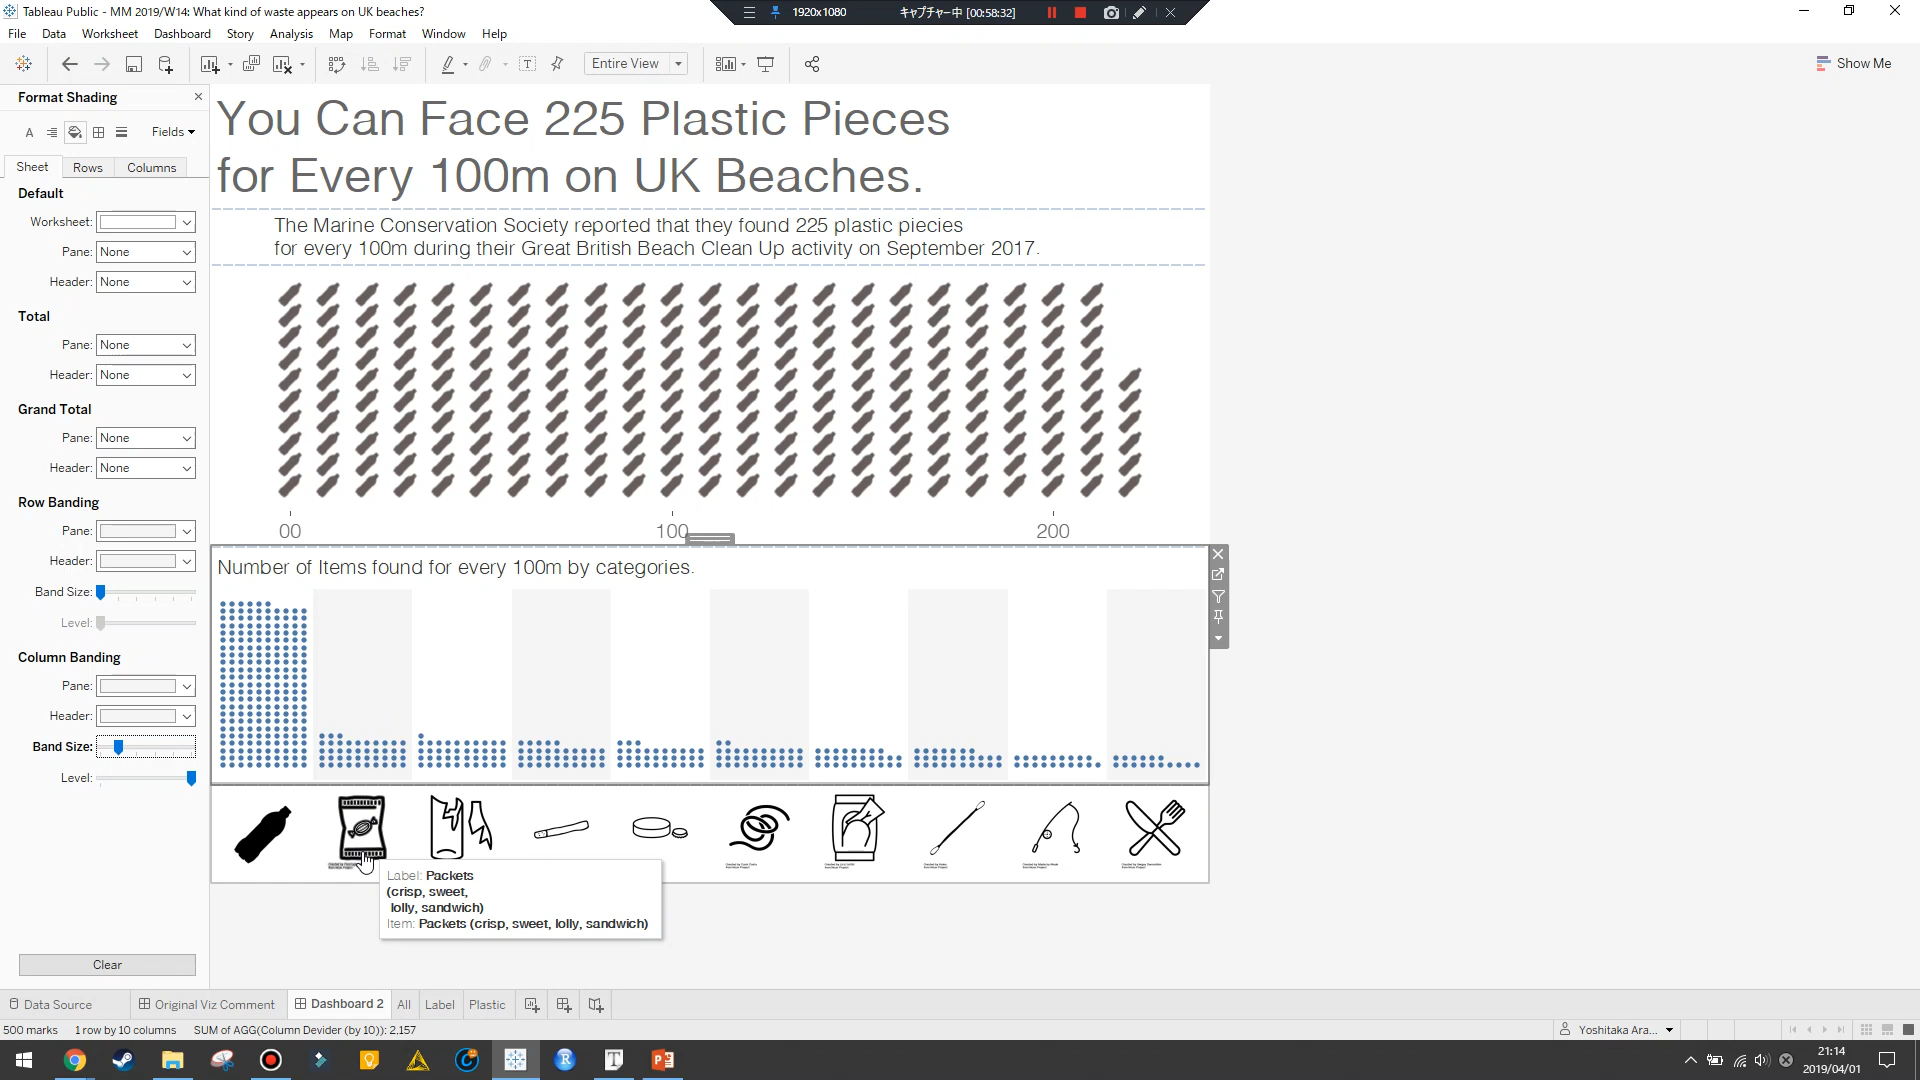 Tableau Public - MM 2019/W14: What kind of waste appears on UK beaches?
1920x1080
キャプチャー中 [00:58:32]
File Data Worksheet Dashboard Story Analysis Map Format Window Help
Entire View
Show Me
Format Shading
Fields
Sheet Rows Columns
Default
Worksheet:
Pane: None
Header: None
Total
Pane: None
Header: None
Grand Total
Pane: None
Header: None
Row Banding
Pane:
Header:
Band Size:
Level:
Column Banding
Pane:
Header:
Band Size:
Level:
Clear
You Can Face 225 Plastic Pieces
for Every 100m on UK Beaches.
The Marine Conservation Society reported that they found 225 plastic piecies
for every 100m during their Great British Beach Clean Up activity on September 2017.
00 100 200
Number of Items found for every 100m by categories.
Label: Packets
(crisp, sweet,
lolly, sandwich)
Item: Packets (crisp, sweet, lolly, sandwich)
Data Source Original Viz Comment Dashboard 2 All Label Plastic
500 marks 1 row by 10 columns SUM of AGG(Column Devider (by 10)): 2,157
Yoshitaka Ara...
21:14
2019/04/01